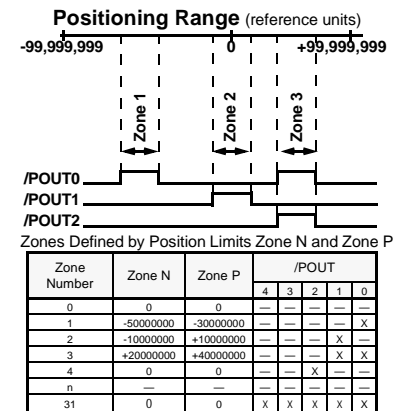 Positioning Range (reference units)
-99,999,999 0 +99,999,999
Zone 1
Zone 2
Zone 3
/POUT0
/POUT1
/POUT2
Zones Defined by Position Limits Zone N and Zone P
Zone Number Zone N Zone P /POUT
4 3 2 1 0
0 0 0 — — — — —
1 -50000000 -30000000 — — — — X
2 -10000000 +10000000 — — — X —
3 +20000000 +40000000 — — — X X
4 0 0 — — X — —
n — — — — — — —
31 0 0 X X X X X